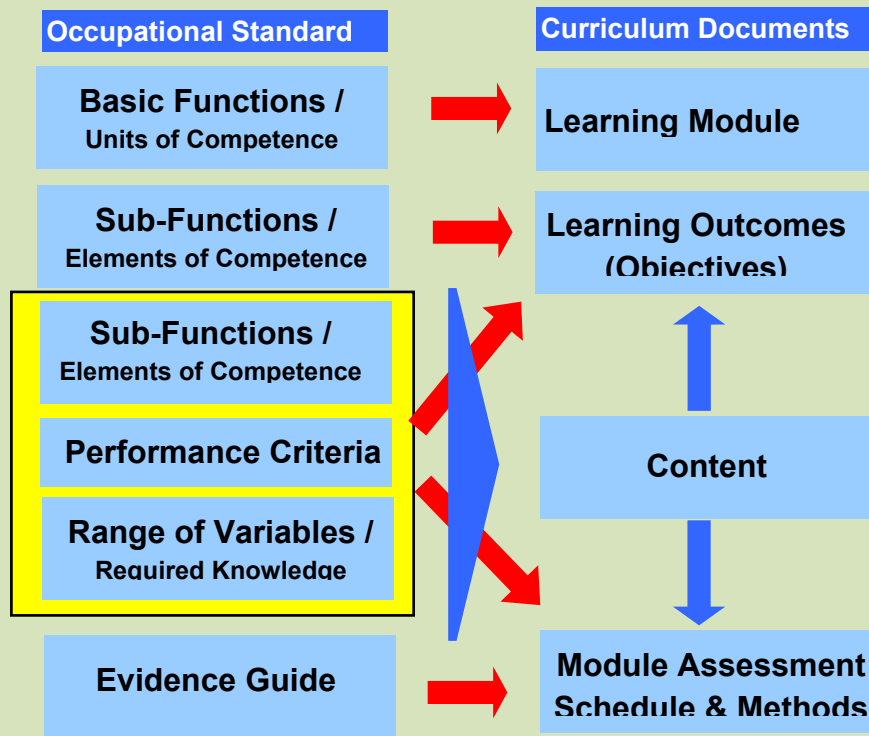 Occupational Standard
Curriculum Documents
Basic Functions /
Units of Competence
Learning Module
Sub-Functions /
Elements of Competence
Learning Outcomes
(Objectives)
Sub-Functions /
Elements of Competence
Performance Criteria
Range of Variables /
Required Knowledge
Content
Evidence Guide
Module Assessment
Schedule & Methods